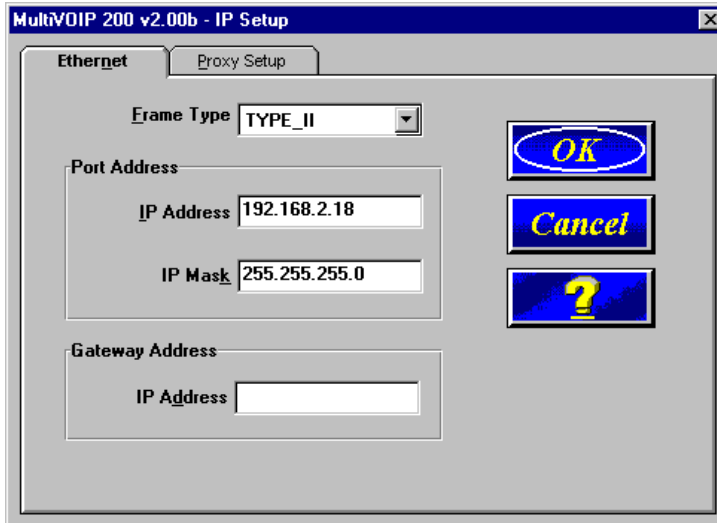 MultiVOIP 200 v2.00b - IP Setup
Ethernet Proxy Setup
Frame Type TYPE_II
OK
Port Address
IP Address 192.168.2.18
Cancel
IP Mask 255.255.255.0
?
Gateway Address
IP Address